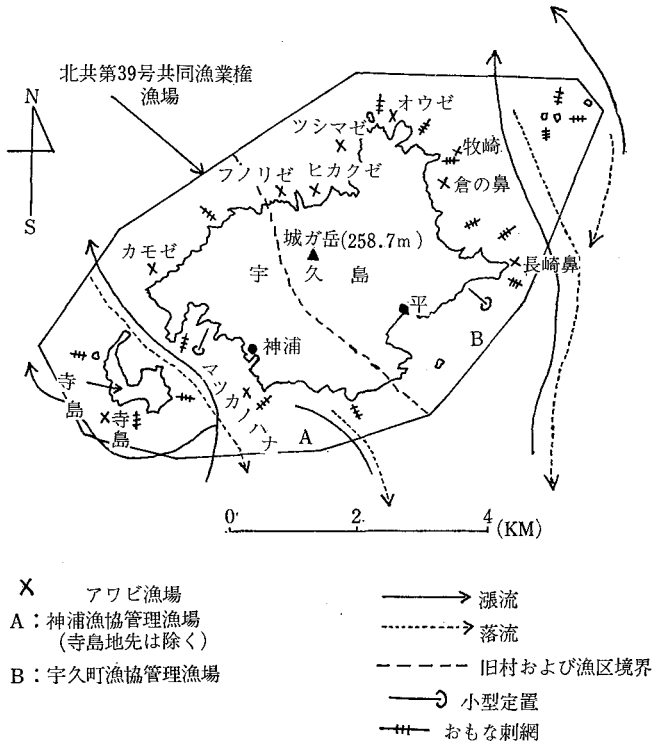 北共第39号共同漁業権
漁場
N
S
オウゼ
ツシマゼ
牧崎
フノリゼ
ヒカクゼ
倉の鼻
カモゼ
城ガ岳(258.7m)
宇久島
長崎鼻
平
B
神浦
マツカノハナ
寺島
寺島
A
0
2
4
(KM)
X アワビ漁場
A：神浦漁協管理漁場
(寺島地先は除く)
B：宇久町漁協管理漁場
漲流
落流
旧村および漁区境界
小型定置
おもな刺網